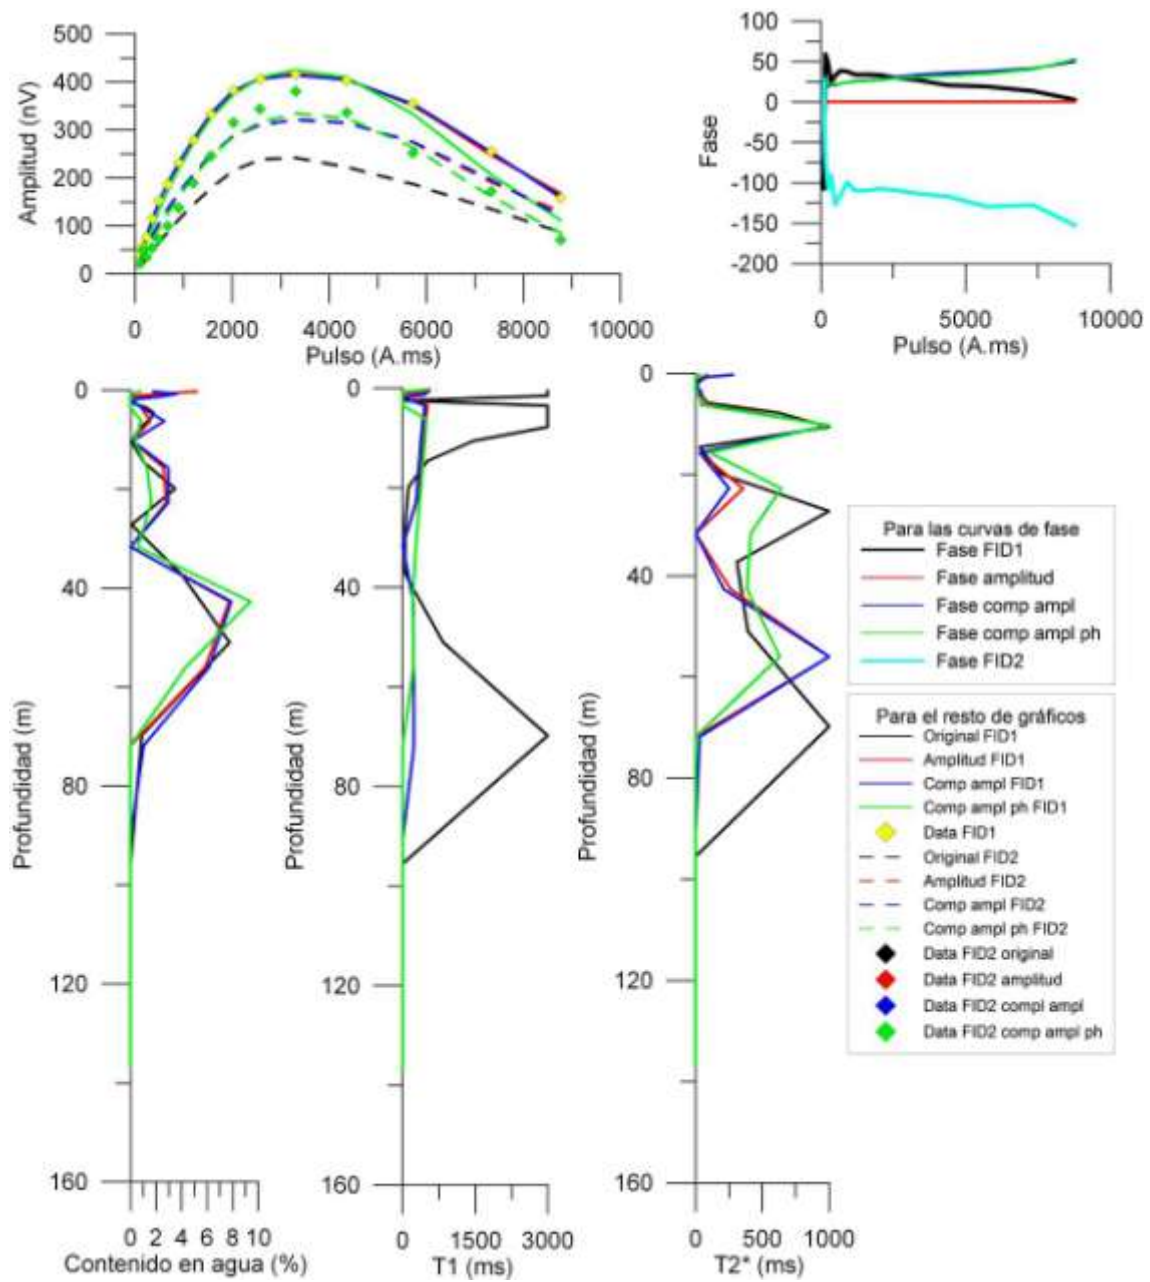 500
400
300
200
100
0
Amplitud (nV)
0 2000 4000 6000 8000 10000
Pulso (A.ms)
100
50
0
-50
-100
-150
-200
Fase
0 5000 10000
Pulso (A.ms)
0
40
80
120
160
Profundidad (m)
0 2 4 6 8 10
Contenido en agua (%)
0
40
80
120
160
Profundidad (m)
0 1500 3000
T1 (ms)
0
40
80
120
160
Profundidad (m)
0 500 1000
T2* (ms)
Para las curvas de fase
Fase FID1
Fase amplitud
Fase comp ampl
Fase comp ampl ph
Fase FID2
Para el resto de gráficos
Original FID1
Amplitud FID1
Comp ampl FID1
Comp ampl ph FID1
Data FID1
Original FID2
Amplitud FID2
Comp ampl FID2
Comp ampl ph FID2
Data FID2 original
Data FID2 amplitud
Data FID2 compl ampl
Data FID2 comp ampl ph